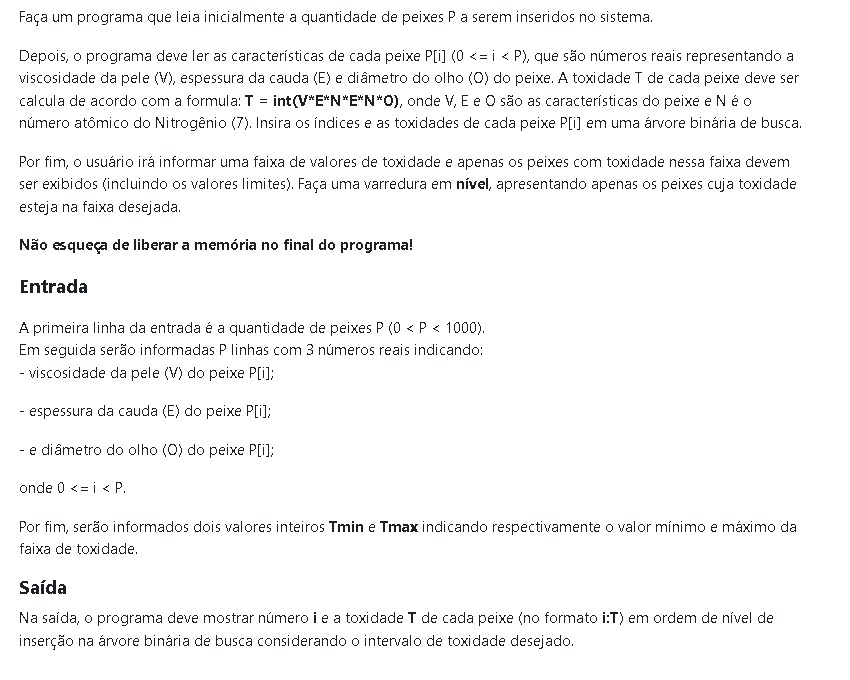 Faça um programa que leia inicialmente a quantidade de peixes P a serem inseridos no sistema.
Depois, o programa deve ler as características de cada peixe P[i] (0 <= i < P), que são números reais representando a
viscosidade da pele (V), espessura da cauda (E) e diâmetro do olho (O) do peixe. A toxidade T de cada peixe deve ser
calcula de acordo com a formula: T = int(V*E*N*E*N*O), onde V, E e O são as características do peixe e N é o
número atômico do Nitrogênio (7). Insira os índices e as toxidades de cada peixe P[i] em uma árvore binária de busca.
Por fim, o usuário irá informar uma faixa de valores de toxidade e apenas os peixes com toxidade nessa faixa devem
ser exibidos (incluindo os valores limites). Faça uma varredura em nível, apresentando apenas os peixes cuja toxidade
esteja na faixa desejada.
Não esqueça de liberar a memória no final do programa!
Entrada
A primeira linha da entrada é a quantidade de peixes P (0 < P < 1000).
Em seguida serão informadas P linhas com 3 números reais indicando:
- viscosidade da pele (V) do peixe P[i];
- espessura da cauda (E) do peixe P[i];
- e diâmetro do olho (O) do peixe P[i];
onde 0 <= i < P.
Por fim, serão informados dois valores inteiros Tmin e Tmax indicando respectivamente o valor mínimo e máximo da
faixa de toxidade.
Saída
Na saída, o programa deve mostrar número i e a toxidade T de cada peixe (no formato i:T) em ordem de nível de
inserção na árvore binária de busca considerando o intervalo de toxidade desejado.